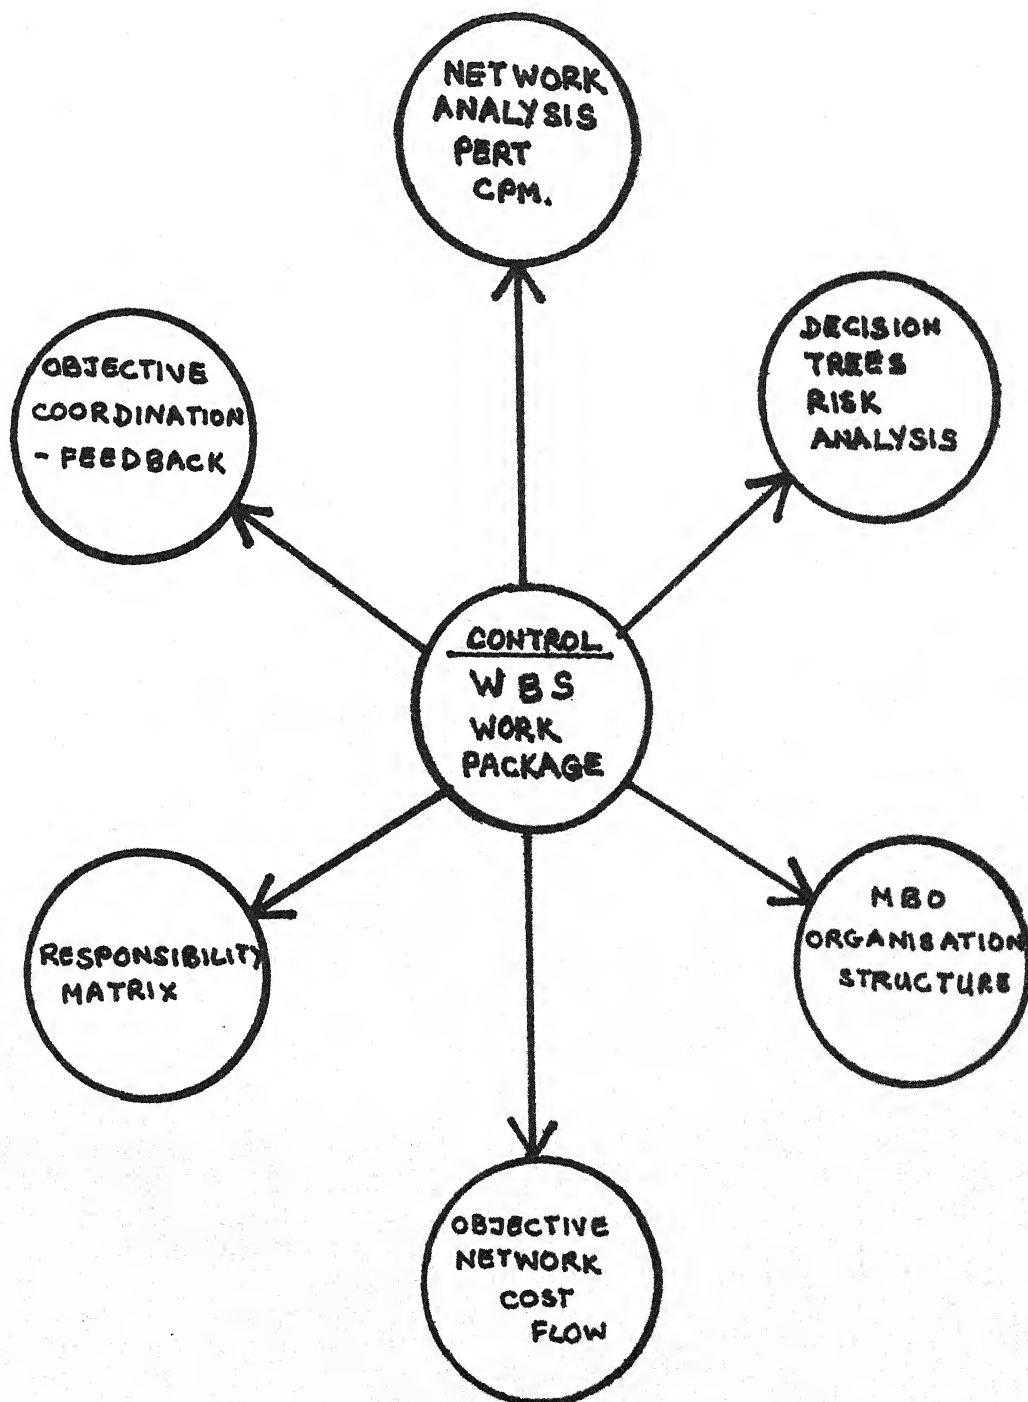 NETWORK
ANALYSIS
PERT
CPM.
DECISION
TREES
RISK
ANALYSIS
OBJECTIVE
COORDINATION
- FEEDBACK
CONTROL
WBS
WORK
PACKAGE
MBO
ORGANISATION
STRUCTURE
RESPONSIBILITY
MATRIX
OBJECTIVE
NETWORK
COST
FLOW